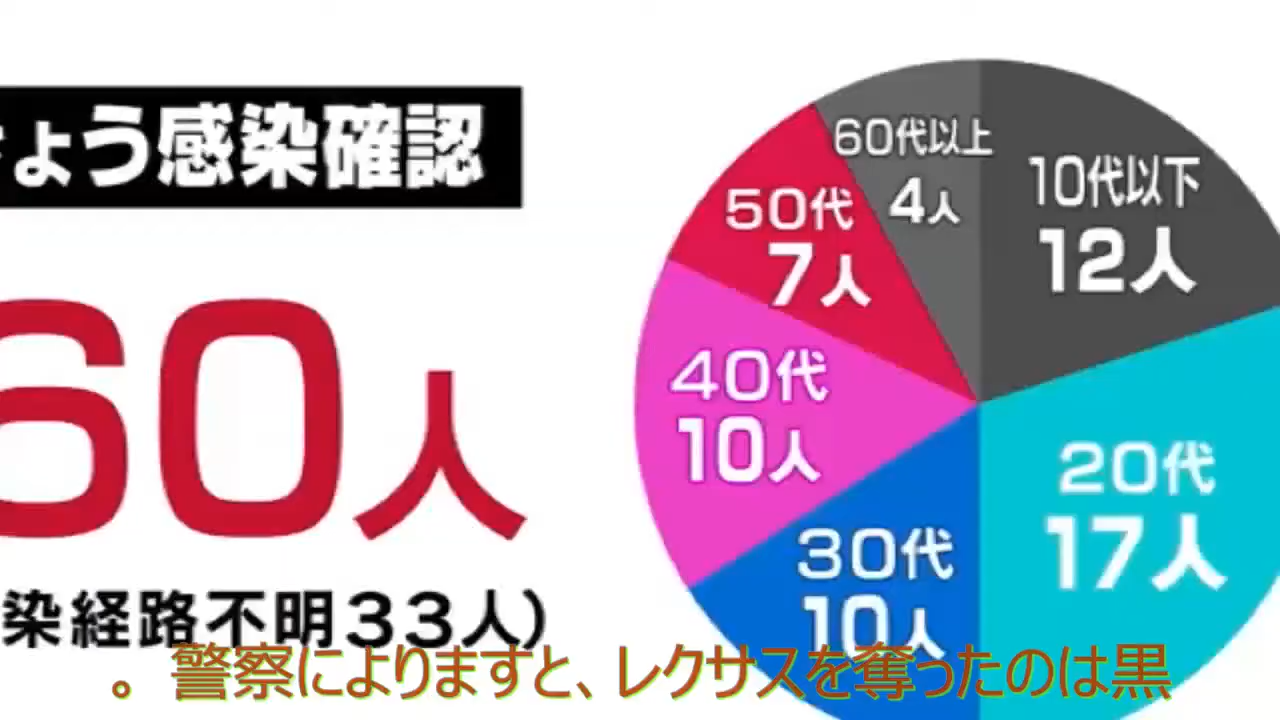 ょう感染確認
60人
染経路不明33人)
60代以上
4人
10代以下
12人
50代
7人
40代
10人
20代
17人
30代
10人
。警察によりますと、レクサスを奪ったのは黒